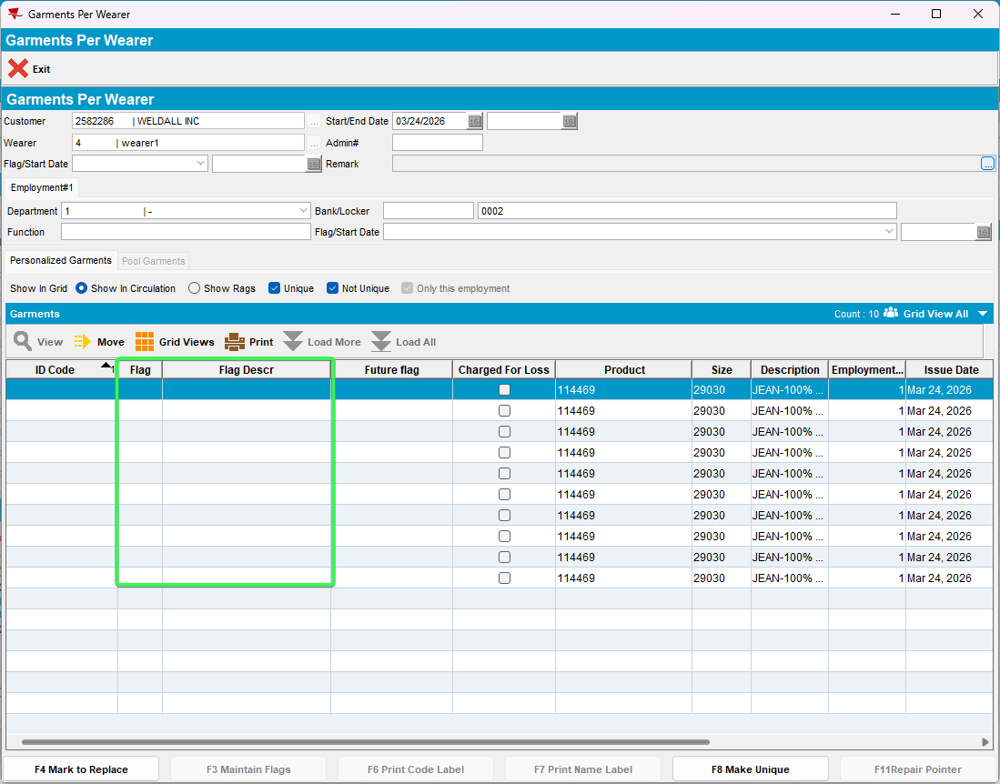 Garments Per Wearer
Garments Per Wearer
Exit
Garments Per Wearer
Customer 2582286 | WELDALL INC ... Start/End Date 03/24/2026 16 16
Wearer 4 | wearer1 ... Admin#
Flag/Start Date 16 Remark ...
Employment#1
Department 1 | - Bank/Locker 0002
Function Flag/Start Date 16
Personalized Garments Pool Garments
Show In Grid Show In Circulation Show Rags Unique Not Unique Only this employment
Garments Count : 10 Grid View All
View Move Grid Views Print Load More Load All
ID Code 1 Flag Flag Descr Future flag Charged For Loss Product Size Description Employment... Issue Date
114469 29030 JEAN-100% ... 1 Mar 24, 2026
114469 29030 JEAN-100% ... 1 Mar 24, 2026
114469 29030 JEAN-100% ... 1 Mar 24, 2026
114469 29030 JEAN-100% ... 1 Mar 24, 2026
114469 29030 JEAN-100% ... 1 Mar 24, 2026
114469 29030 JEAN-100% ... 1 Mar 24, 2026
114469 29030 JEAN-100% ... 1 Mar 24, 2026
114469 29030 JEAN-100% ... 1 Mar 24, 2026
114469 29030 JEAN-100% ... 1 Mar 24, 2026
114469 29030 JEAN-100% ... 1 Mar 24, 2026
F4 Mark to Replace F3 Maintain Flags F6 Print Code Label F7 Print Name Label F8 Make Unique F11Repair Pointer